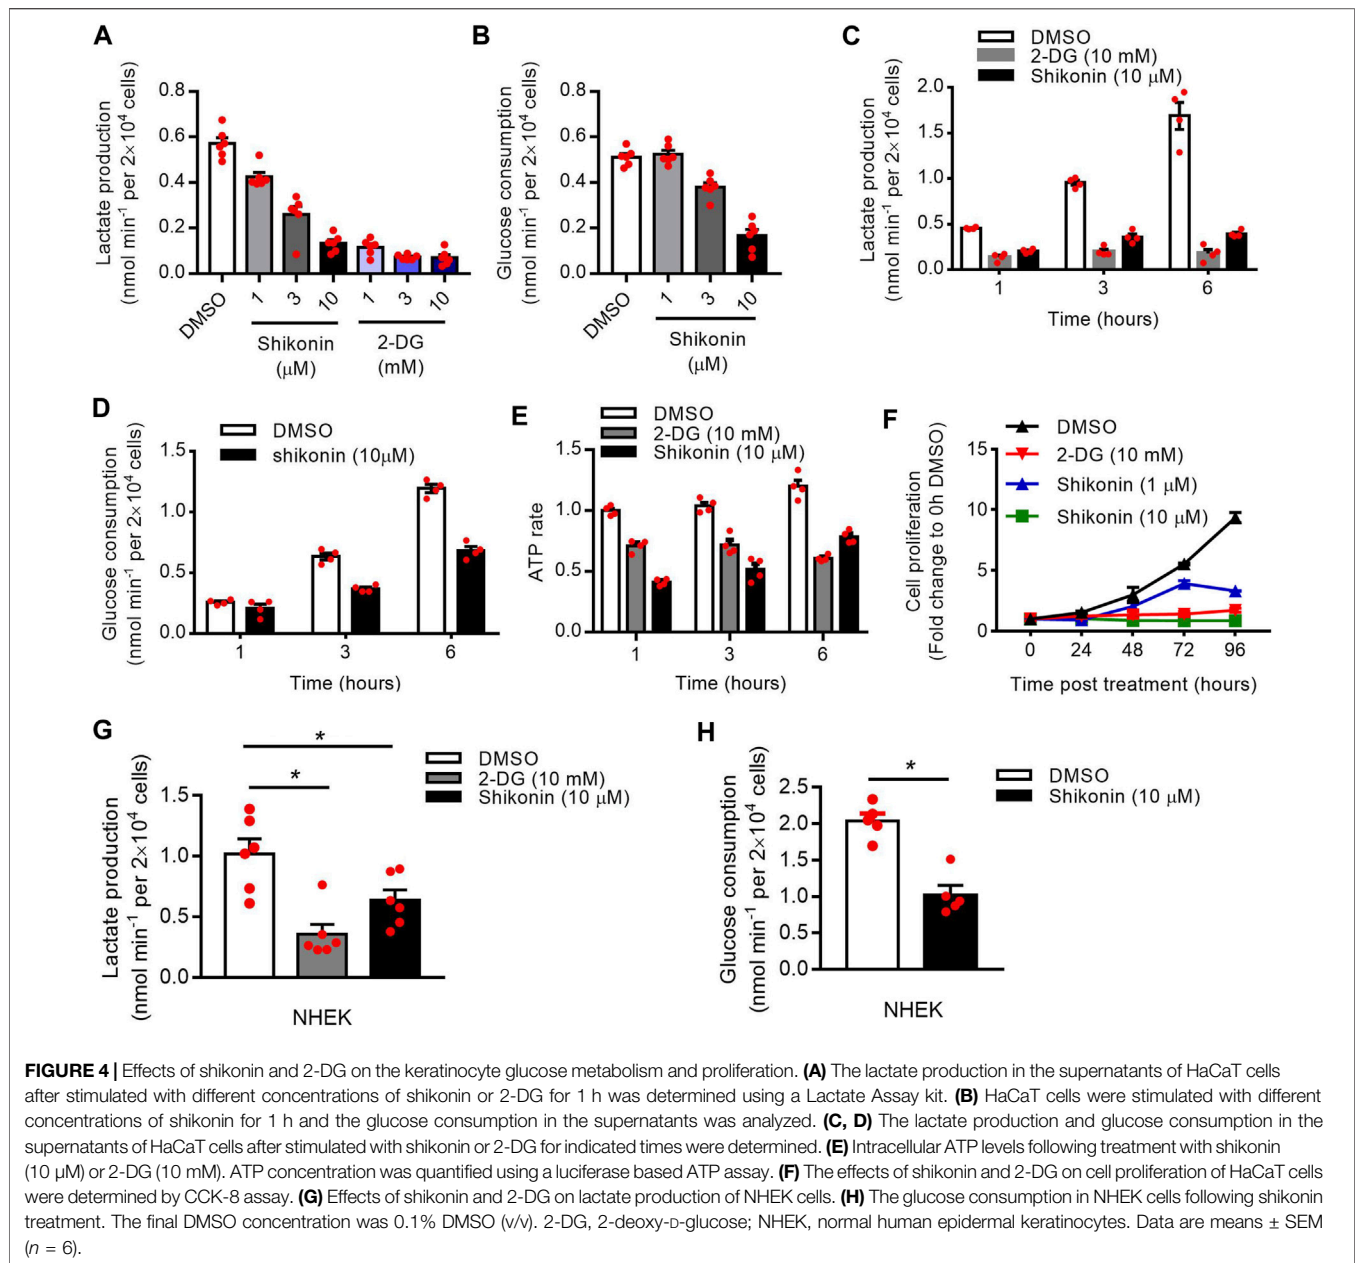 A
Lactate production
(nmol min⁻¹ per 2×10⁴ cells)
0.8
0.6
0.4
0.2
0.0
DMSO
1
3
10
1
3
10
Shikonin
(μM)
2-DG
(mM)
B
Glucose consumption
(nmol min⁻¹ per 2×10⁴ cells)
0.8
0.6
0.4
0.2
0.0
DMSO
1
3
10
Shikonin
(μM)
C
DMSO
2-DG (10 mM)
Shikonin (10 μM)
Lactate production
(nmol min⁻¹ per 2×10⁴ cells)
2.0
1.5
1.0
0.5
0.0
1
3
6
Time (hours)
D
DMSO
shikonin (10μM)
Glucose consumption
(nmol min⁻¹ per 2×10⁴ cells)
1.5
1.0
0.5
0.0
1
3
6
Time (hours)
E
DMSO
2-DG (10 mM)
Shikonin (10 μM)
ATP rate
1.5
1.0
0.5
0.0
1
3
6
Time (hours)
F
DMSO
2-DG (10 mM)
Shikonin (1 μM)
Shikonin (10 μM)
Cell proliferation
(Fold change to 0h DMSO)
15
10
5
0
0
24
48
72
96
Time post treatment (hours)
G
*
*
DMSO
2-DG (10 mM)
Shikonin (10 μM)
Lactate production
(nmol min⁻¹ per 2×10⁴ cells)
1.5
1.0
0.5
0.0
NHEK
H
*
DMSO
Shikonin (10 μM)
Glucose consumption
(nmol min⁻¹ per 2×10⁴ cells)
2.5
2.0
1.5
1.0
0.5
0.0
NHEK
FIGURE 4 | Effects of shikonin and 2-DG on the keratinocyte glucose metabolism and proliferation. (A) The lactate production in the supernatants of HaCaT cells
after stimulated with different concentrations of shikonin or 2-DG for 1 h was determined using a Lactate Assay kit. (B) HaCaT cells were stimulated with different
concentrations of shikonin for 1 h and the glucose consumption in the supernatants was analyzed. (C, D) The lactate production and glucose consumption in the
supernatants of HaCaT cells after stimulated with shikonin or 2-DG for indicated times were determined. (E) Intracellular ATP levels following treatment with shikonin
(10 μM) or 2-DG (10 mM). ATP concentration was quantified using a luciferase based ATP assay. (F) The effects of shikonin and 2-DG on cell proliferation of HaCaT cells
were determined by CCK-8 assay. (G) Effects of shikonin and 2-DG on lactate production of NHEK cells. (H) The glucose consumption in NHEK cells following shikonin
treatment. The final DMSO concentration was 0.1% DMSO (v/v). 2-DG, 2-deoxy-D-glucose; NHEK, normal human epidermal keratinocytes. Data are means ± SEM
(n = 6).